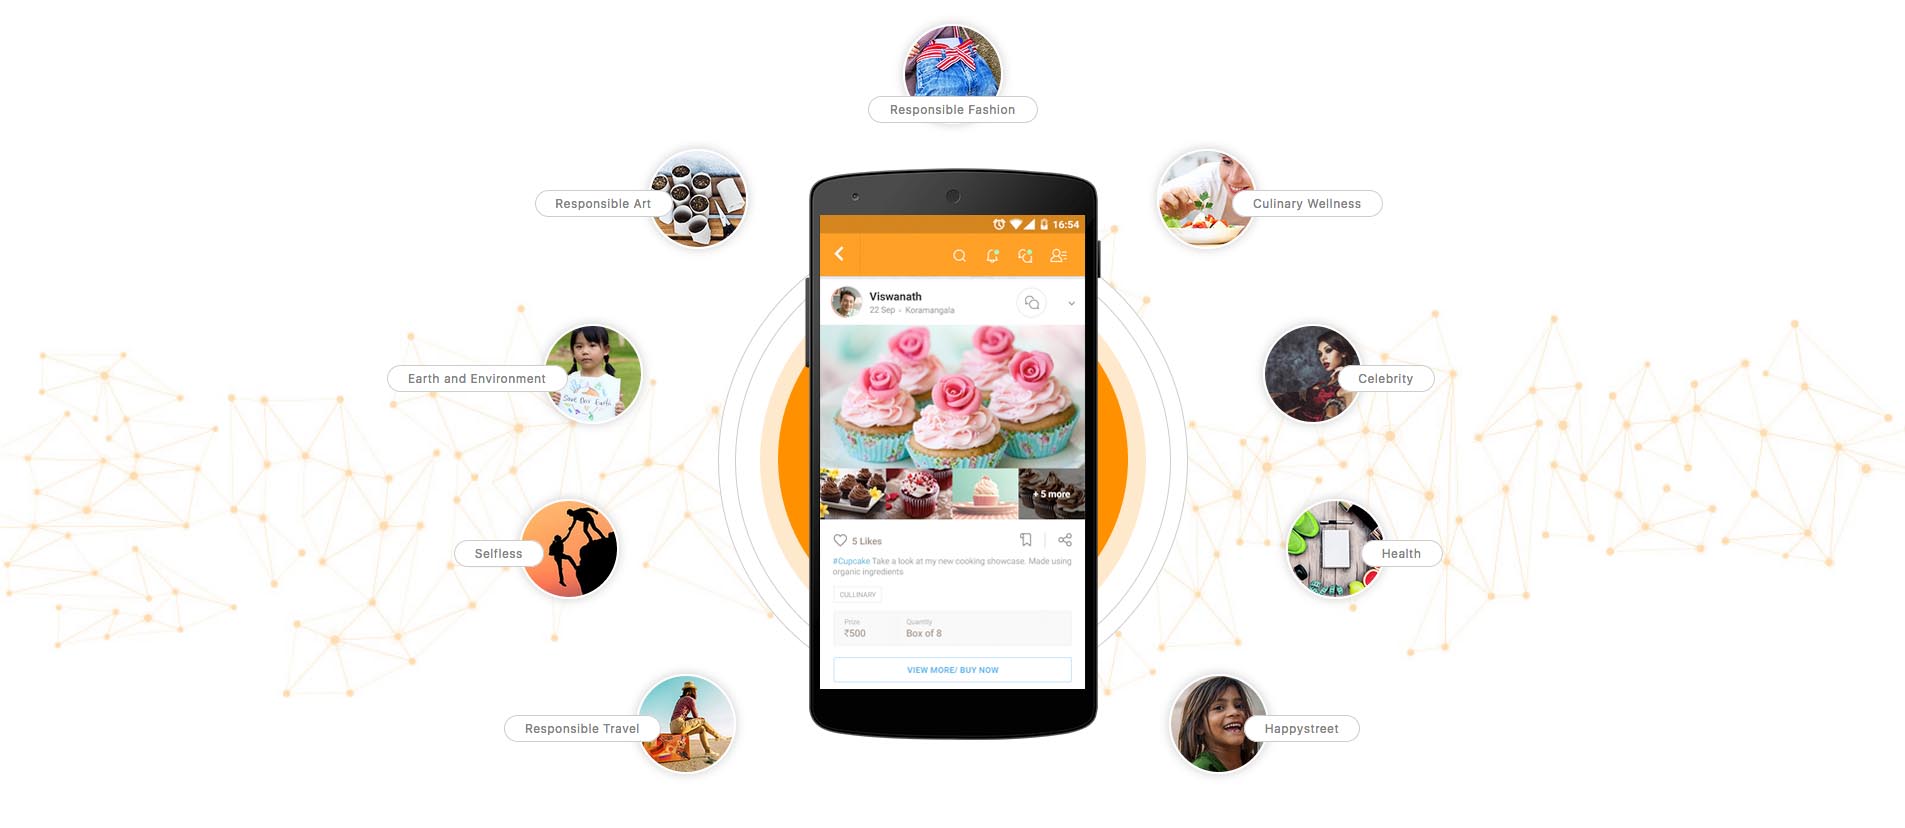 Responsible Fashion
Responsible Art
Culinary Wellness
16:54
Viswanath
22 Sep - Koramangala
Earth and Environment
Save Our Earth
Celebrity
+ 5 more
5 Likes
#Cupcake Take a look at my new cooking showcase. Made using
organic ingredients
CULLINARY
Prize
Quantity
₹500
Box of 8
VIEW MORE/ BUY NOW
Selfless
Health
Responsible Travel
Happystreet